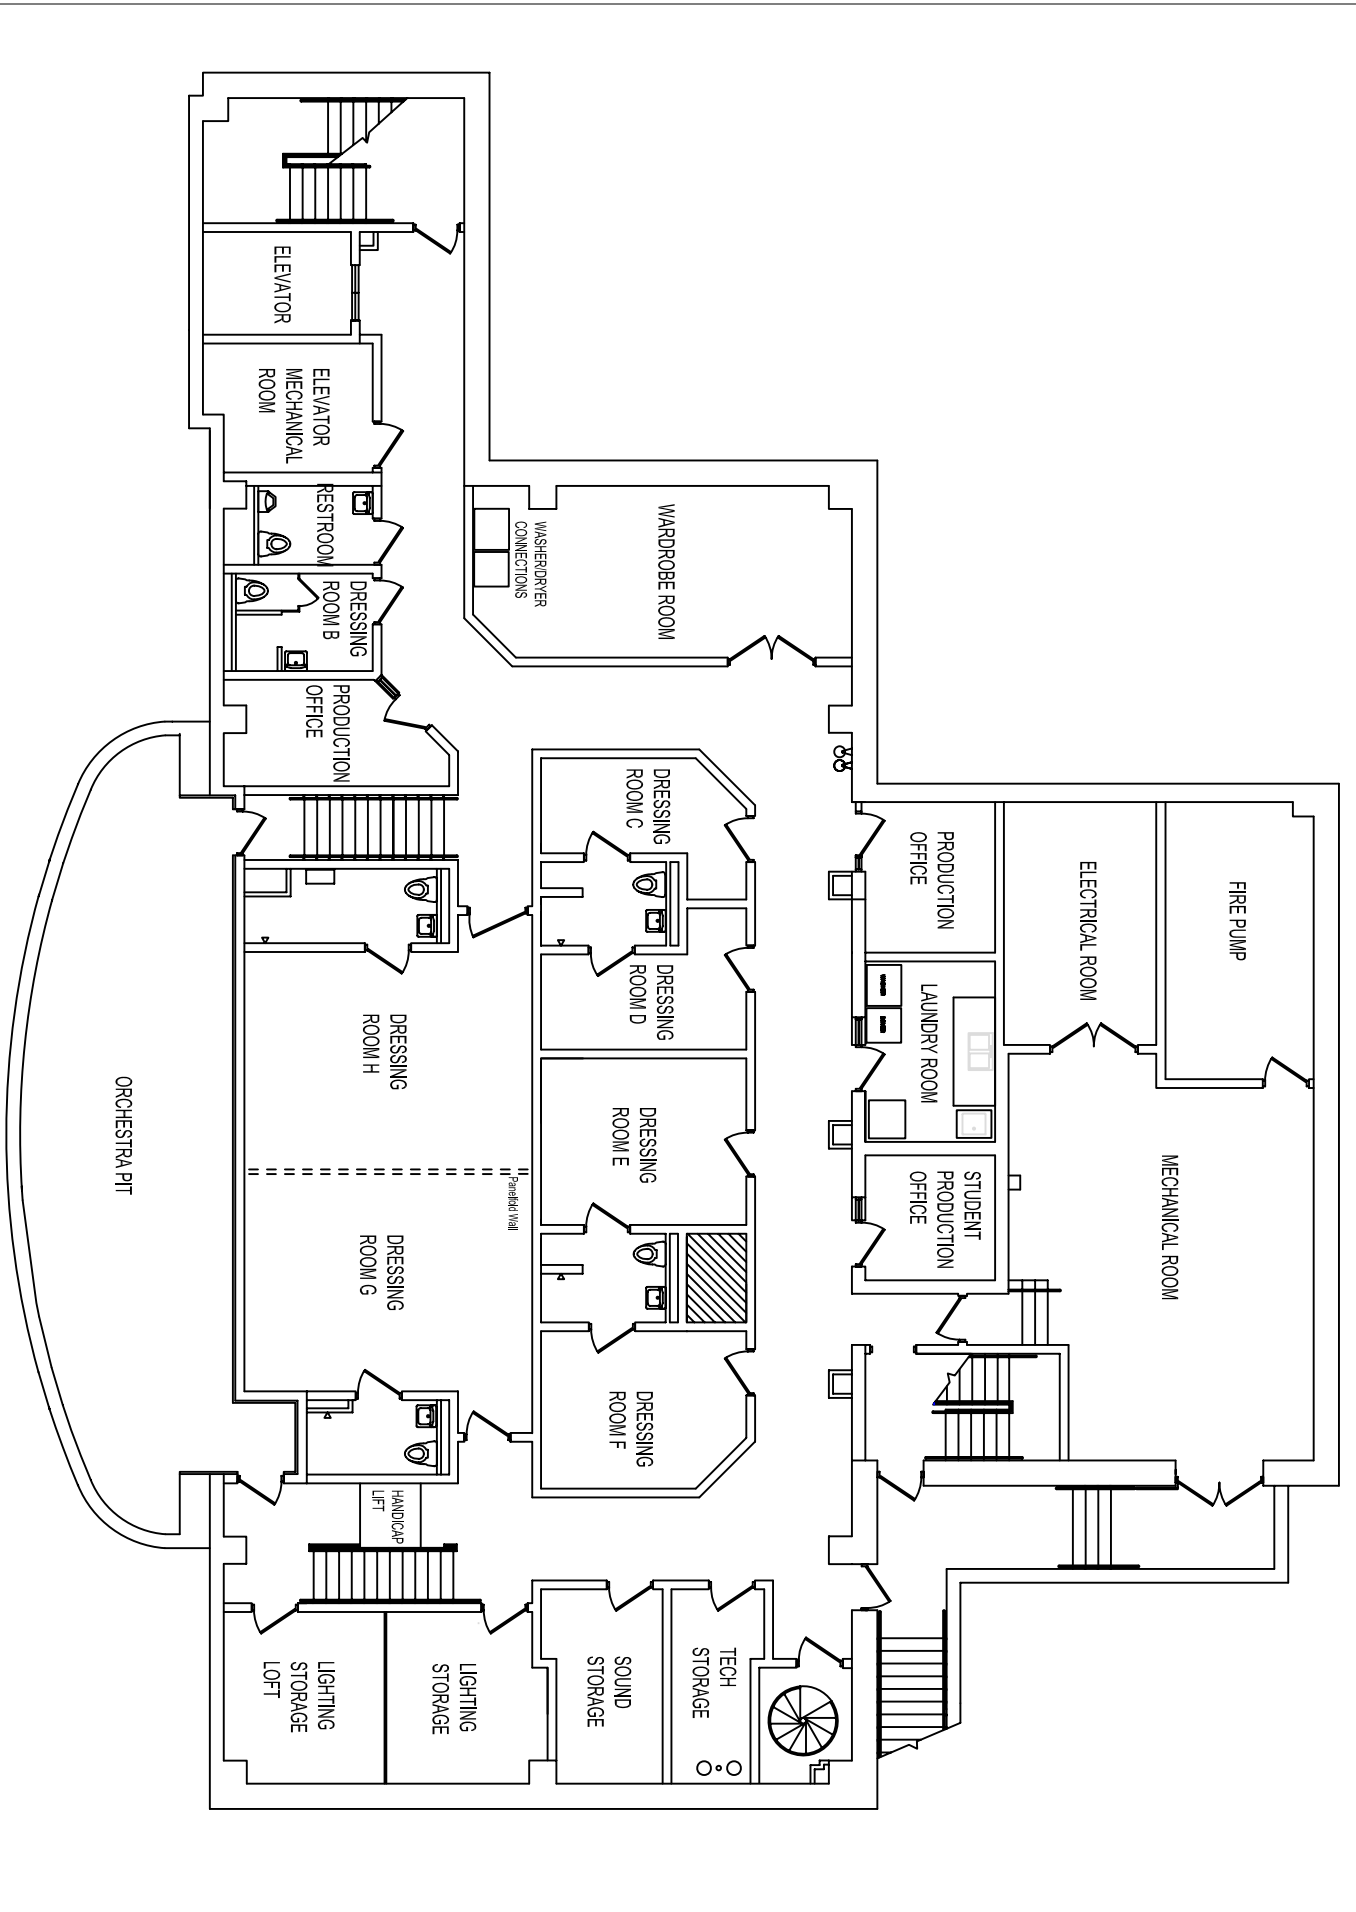 ELEVATOR
ELEVATOR
MECHANICAL
ROOM
RESTROOM
DRESSING
ROOM B
PRODUCTION
OFFICE
WASHER/DRYER
CONNECTIONS
WARDROBE ROOM
DRESSING
ROOM C
DRESSING
ROOM D
DRESSING
ROOM E
DRESSING
ROOM F
DRESSING
ROOM H
DRESSING
ROOM G
Panelfold Wall
ORCHESTRA PIT
PRODUCTION
OFFICE
LAUNDRY ROOM
WASHER
DRYER
STUDENT
PRODUCTION
OFFICE
ELECTRICAL ROOM
FIRE PUMP
MECHANICAL ROOM
HANDICAP
LIFT
LIGHTING
STORAGE
LOFT
LIGHTING
STORAGE
SOUND
STORAGE
TECH
STORAGE